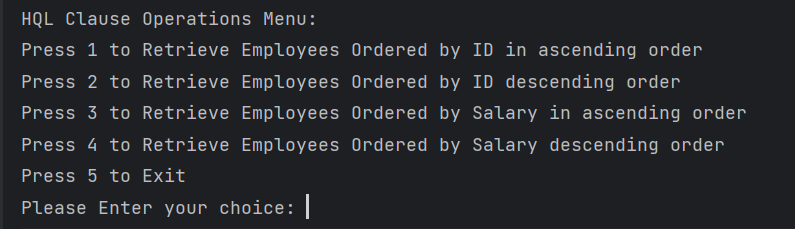 HQL Clause Operations Menu:
Press 1 to Retrieve Employees Ordered by ID in ascending order
Press 2 to Retrieve Employees Ordered by ID descending order
Press 3 to Retrieve Employees Ordered by Salary in ascending order
Press 4 to Retrieve Employees Ordered by Salary descending order
Press 5 to Exit
Please Enter your choice: